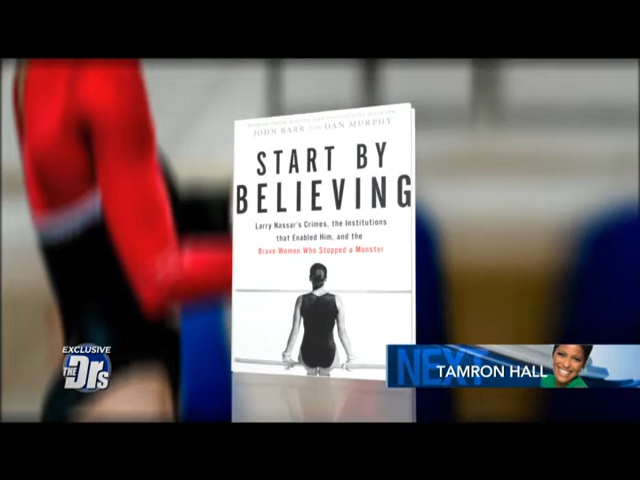 JOHN BARR AND DAN MURPHY
START BY
BELIEVING
Larry Nassar's Crimes, the Institutions
that Enabled Him, and the
Brave Women Who Stopped a Monster
EXCLUSIVE
THE
Drs
NEXT
TAMRON HALL